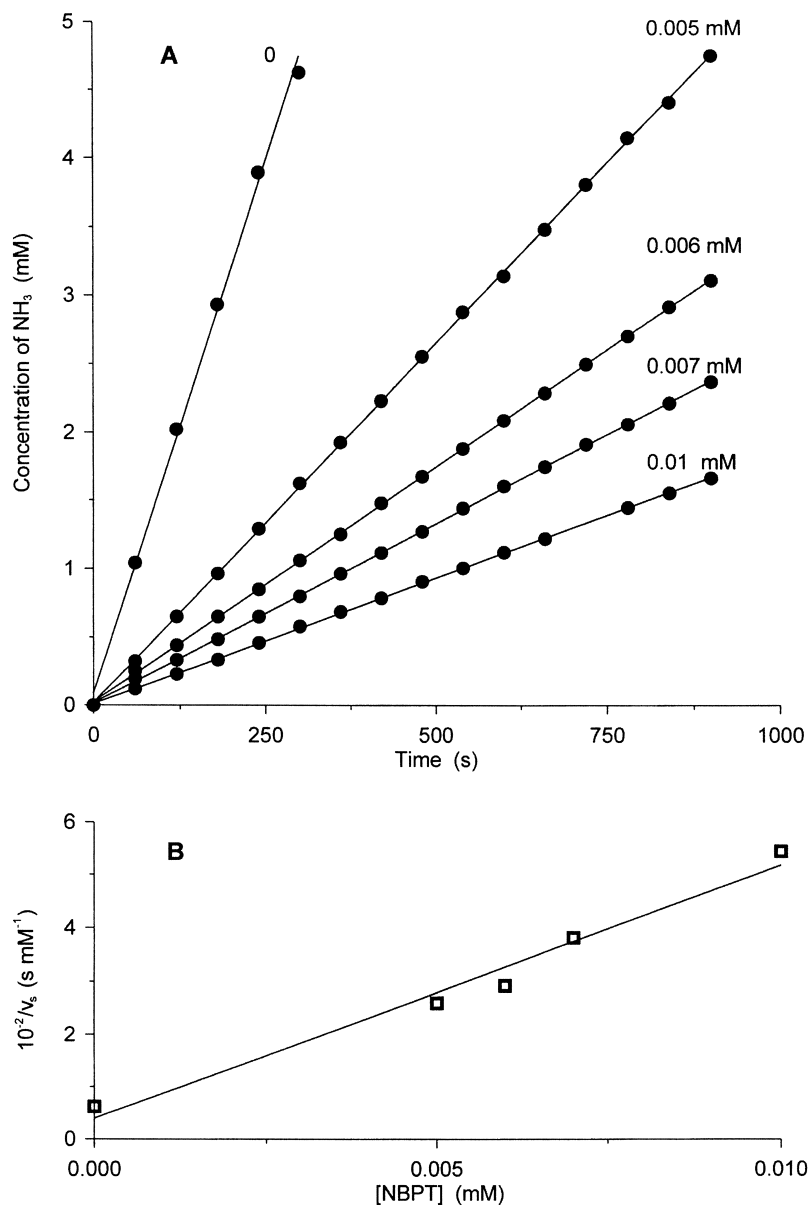 5
A
0
0.005 mM
4
0.006 mM
3
0.007 mM
0.01 mM
2
1
0
Concentration of NH₃ (mM)
0
250
500
750
1000
Time (s)
6
B
4
2
0
10⁻²/vₛ (s mM⁻¹)
0.000
0.005
0.010
[NBPT] (mM)